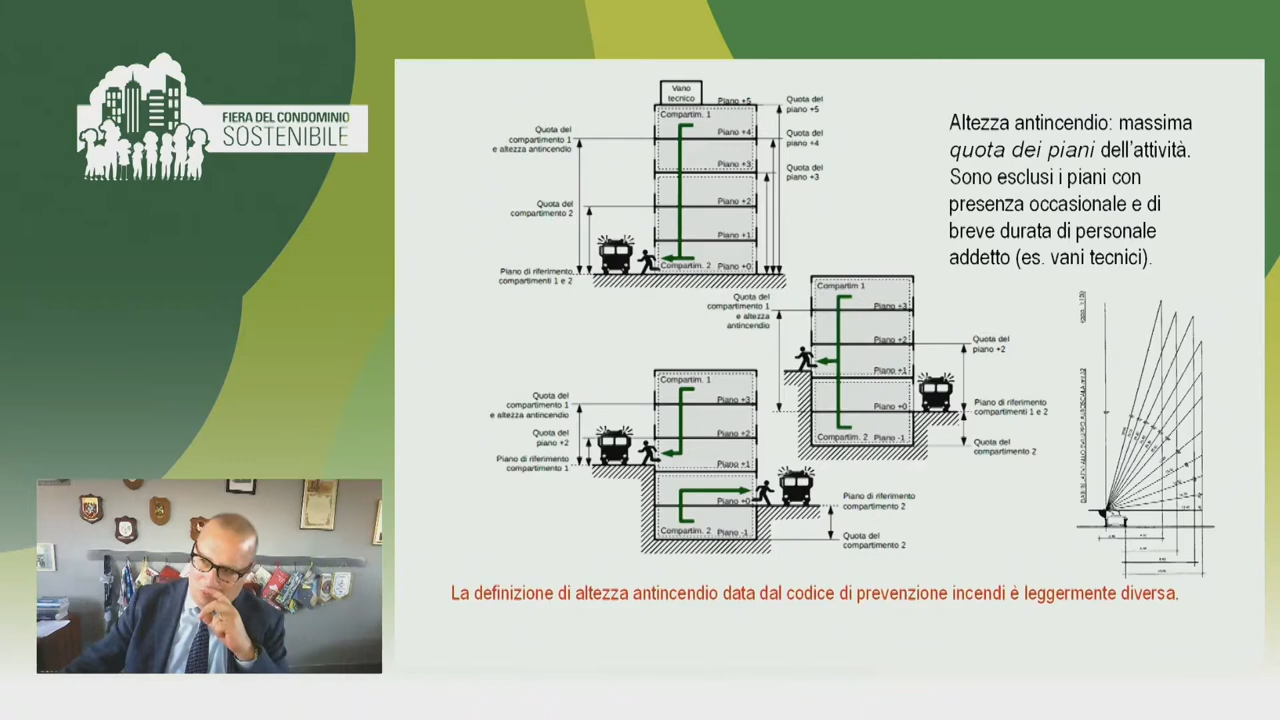 FIERA DEL CONDOMINIO
SOSTENIBILE
Vano
tecnico
Piano +5
Compartim. 1
Piano +4
Piano +3
Piano +2
Piano +1
Compartim. 2 Piano +0
Quota del
compartimento 1
e altezza antincendio
Quota del
compartimento 2
Piano di riferimento
compartimenti 1 e 2
Quota del
piano +5
Quota del
piano +4
Quota del
piano +3
Altezza antincendio: massima
quota dei piani dell'attività.
Sono esclusi i piani con
presenza occasionale e di
breve durata di personale
addetto (es. vani tecnici).
Quota del
compartimento 1
e altezza
antincendio
Compartim 1
Piano +3
Piano +2
Piano +1
Piano +0
Compartim. 2 Piano -1
Quota del
piano +2
Piano di riferimento
compartimenti 1 e 2
Quota del
compartimento 2
Quota del
compartimento 1
e altezza antincendio
Quota del
piano +2
Piano di riferimento
compartimento 1
Compartim. 1
Piano +3
Piano +2
Piano +1
Piano +0
Compartim. 2 Piano -1
Piano di riferimento
compartimento 2
Quota del
compartimento 2
La definizione di altezza antincendio data dal codice di prevenzione incendi è leggermente diversa.